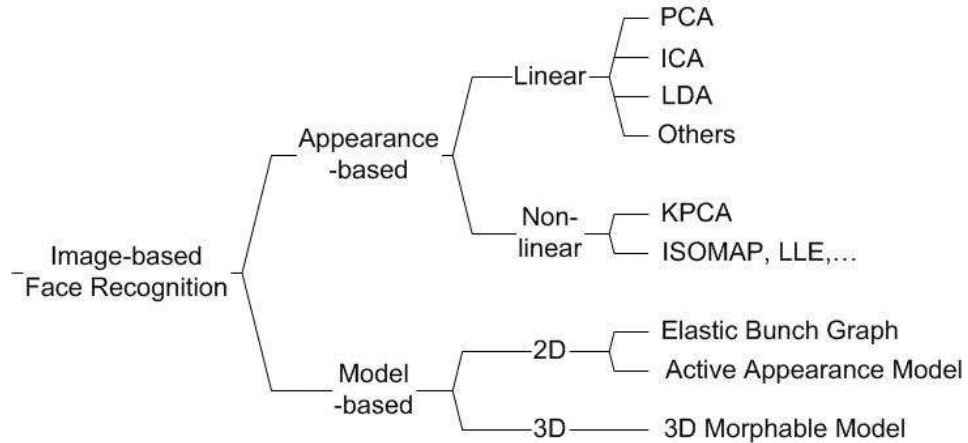 PCA
ICA
Linear
LDA
Others
Appearance
-based
KPCA
Non-
linear
ISOMAP, LLE,...
Image-based
Face Recognition
Elastic Bunch Graph
2D
Active Appearance Model
Model
-based
3D
3D Morphable Model